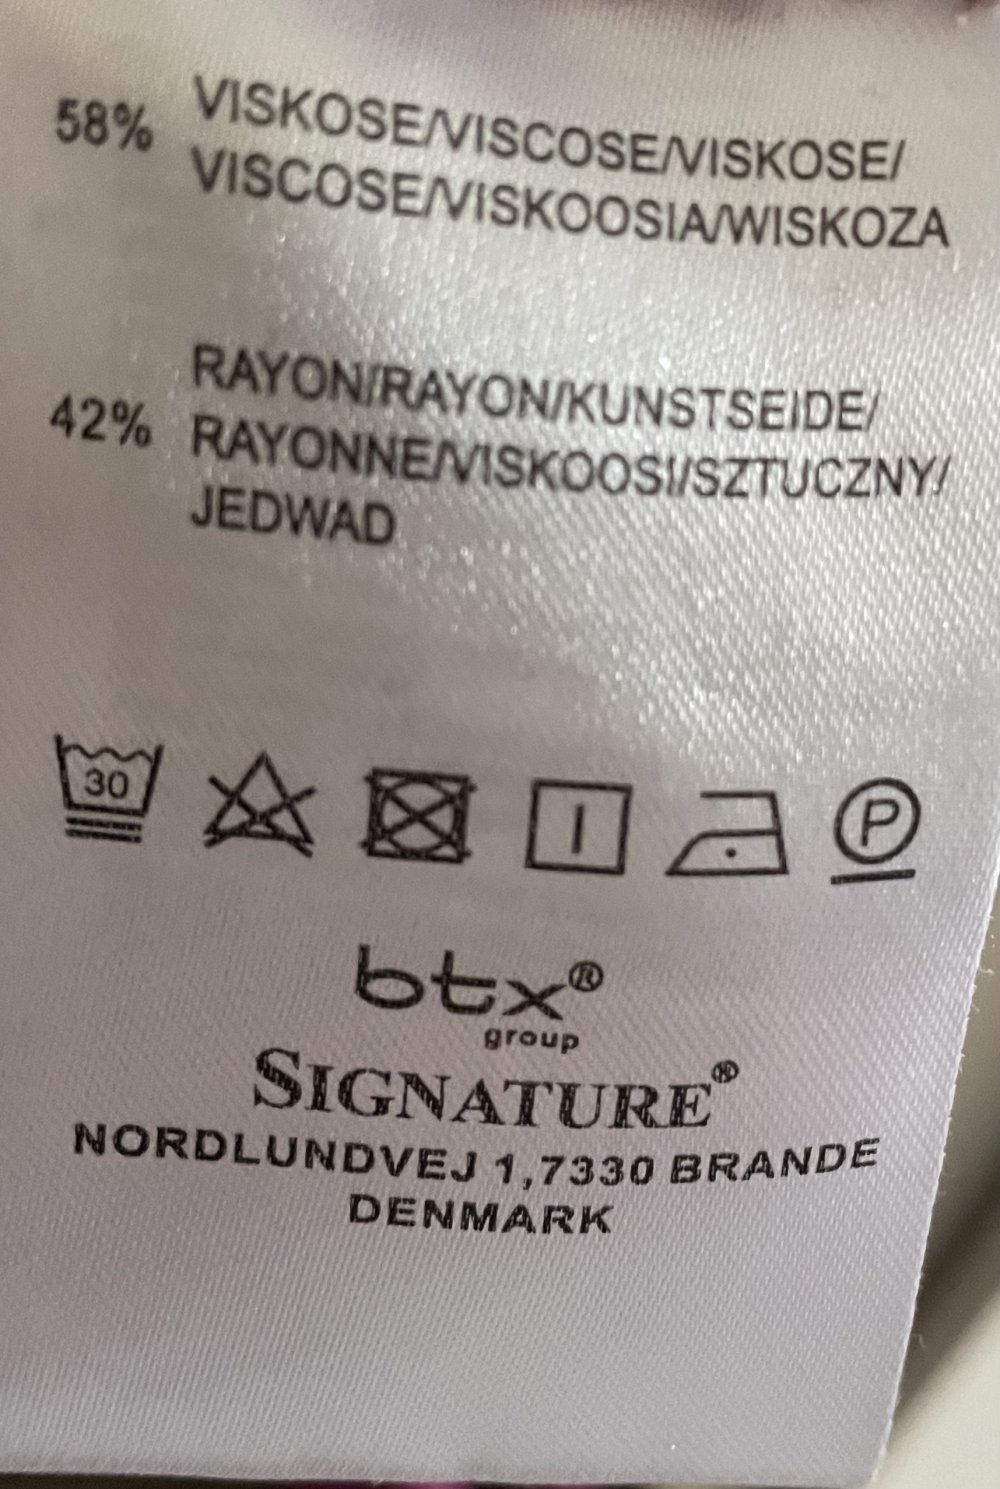 58% VISKOSE/VISCOSE/VISKOSE/
VISCOSE/VISKOOSIA/WISKOZA
42% RAYON/RAYON/KUNSTSEIDE/
RAYONNE/VISKOOSI/SZTUCZNY/
JEDWAD
30
P
btx®
group
SIGNATURE®
NORDLUNDVEJ 1,7330 BRANDE
DENMARK